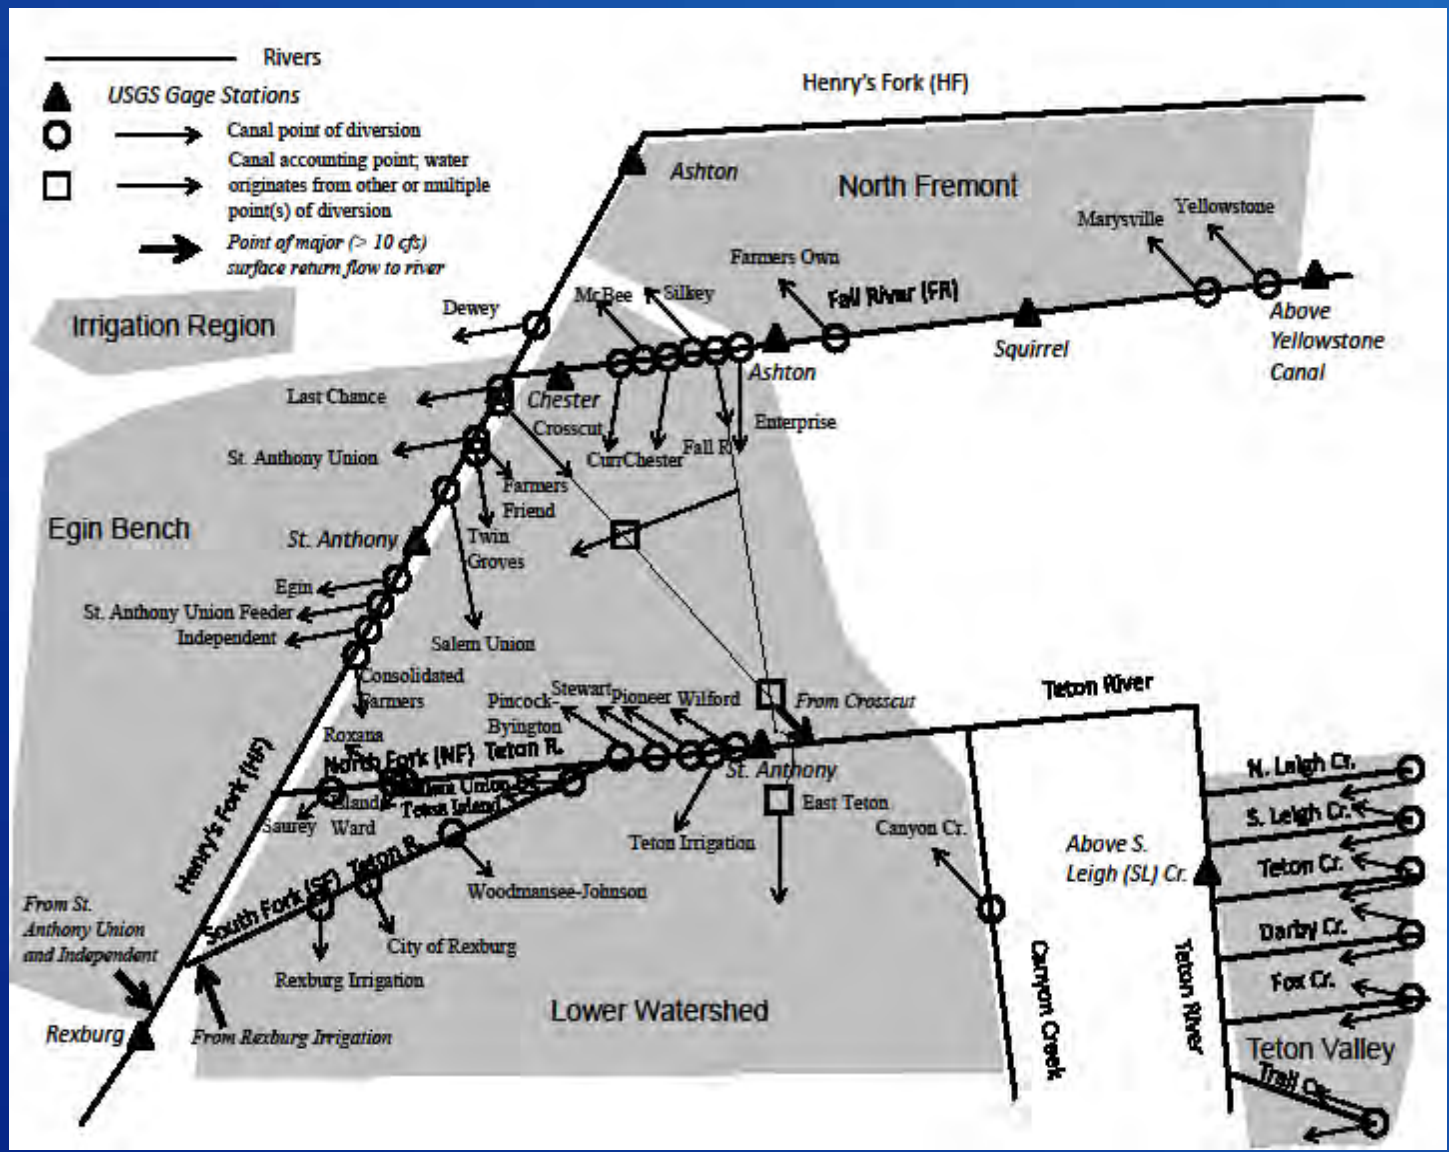 Rivers
USGS Gage Stations
Canal point of diversion
Canal accounting point; water
originates from other or multiple
point(s) of diversion
Point of major (> 10 cfs)
surface return flow to river
Irrigation Region
Henry's Fork (HF)
Ashton
North Fremont
Marysville
Yellowstone
Farmers Own
Fall River (FR)
McBee
Silkey
Dewey
Above
Yellowstone
Canal
Squirrel
Ashton
Chester
Last Chance
Crosscut
Enterprise
Curr
Chester
Fall R
St. Anthony Union
Farmers
Friend
Egin Bench
St. Anthony
Twin
Groves
Egin
St. Anthony Union Feeder
Independent
Salem Union
Consolidated
Farmers
Stewart
Pioneer
Wilford
Pincock-
Byington
From Crosscut
Teton River
Roxana
North Fork (NF) Teton R.
St. Anthony
Union
Teton Island
Island
Ward
Saurey
East Teton
Teton Irrigation
Canyon Cr.
Henry's Fork (HF)
South Fork (SF) Teton R.
Woodmansee-Johnson
City of Rexburg
Rexburg Irrigation
From St.
Anthony Union
and Independent
Rexburg
From Rexburg Irrigation
Lower Watershed
Canyon Creek
Above S.
Leigh (SL) Cr.
Teton River
N. Leigh Cr.
S. Leigh Cr.
Teton Cr.
Darby Cr.
Fox Cr.
Teton Valley
Trail Cr.